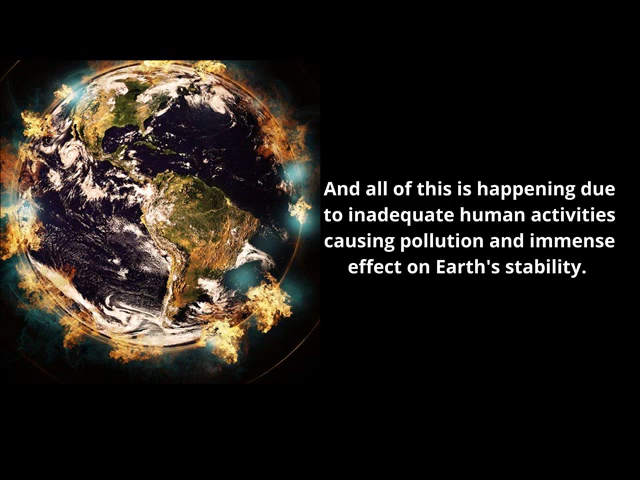 And all of this is happening due
to inadequate human activities
causing pollution and immense
effect on Earth's stability.